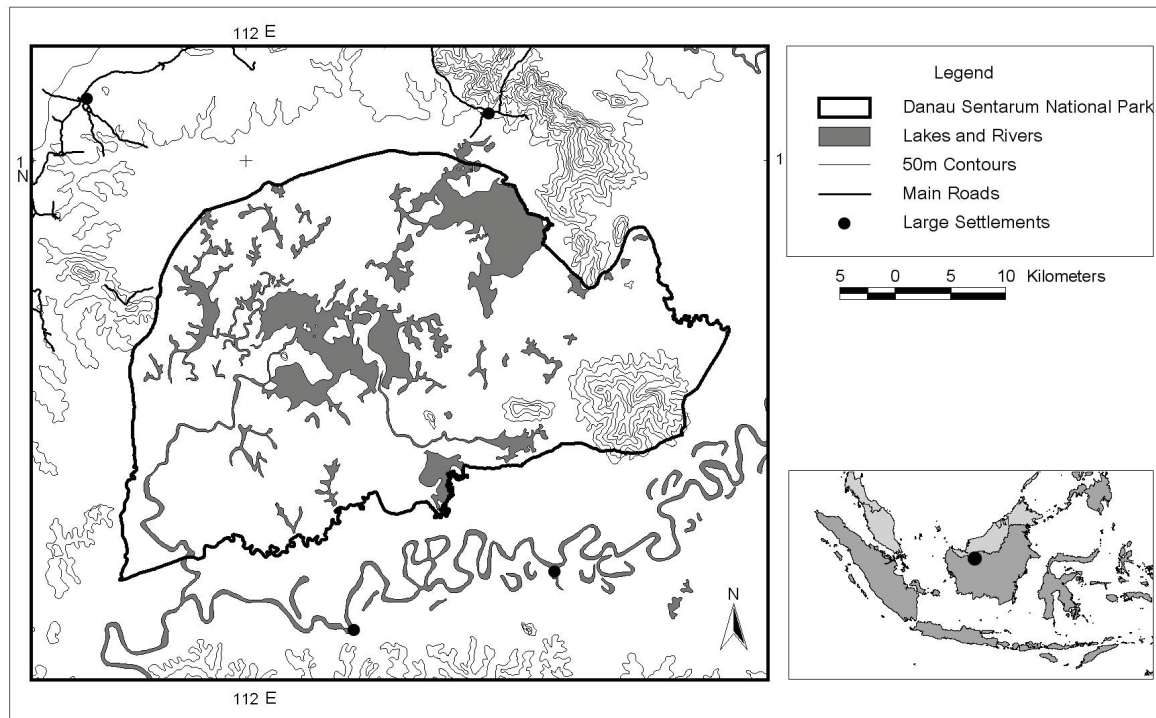 112 E
1
N
1
112 E
N
Legend
Danau Sentarum National Park
Lakes and Rivers
50m Contours
Main Roads
Large Settlements
5 0 5 10 Kilometers